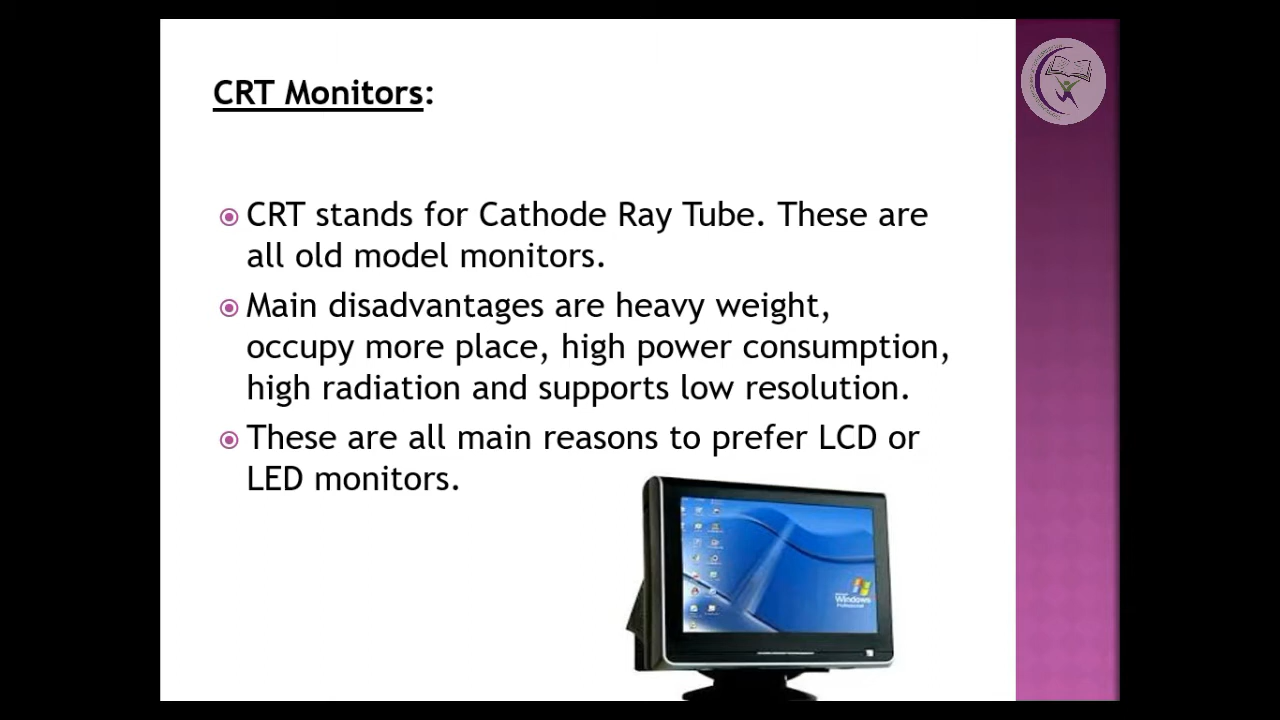 CRT Monitors:
CRT stands for Cathode Ray Tube. These are
all old model monitors.
Main disadvantages are heavy weight,
occupy more place, high power consumption,
high radiation and supports low resolution.
These are all main reasons to prefer LCD or
LED monitors.
Windows
Professional